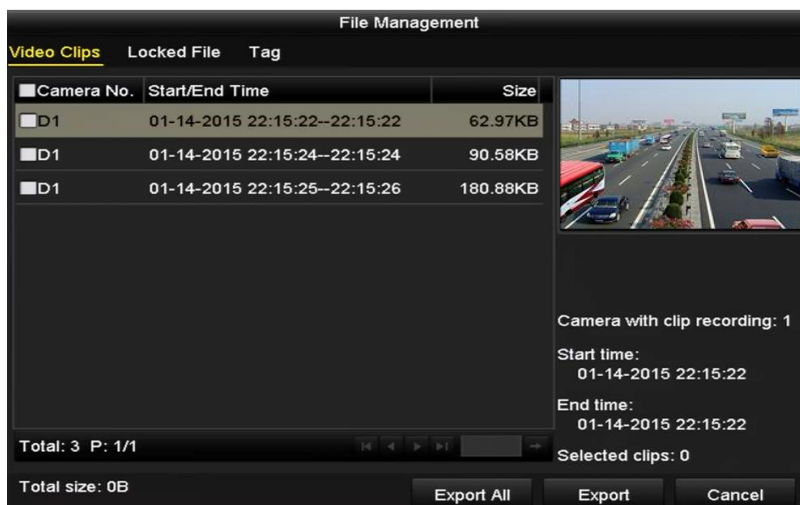 File Management
Video Clips Locked File Tag
Camera No. Start/End Time Size
D1 01-14-2015 22:15:22--22:15:22 62.97KB
D1 01-14-2015 22:15:24--22:15:24 90.58KB
D1 01-14-2015 22:15:25--22:15:26 180.88KB
Camera with clip recording: 1
Start time:
01-14-2015 22:15:22
End time:
01-14-2015 22:15:22
Selected clips: 0
Total: 3 P: 1/1
Total size: 0B
Export All Export Cancel